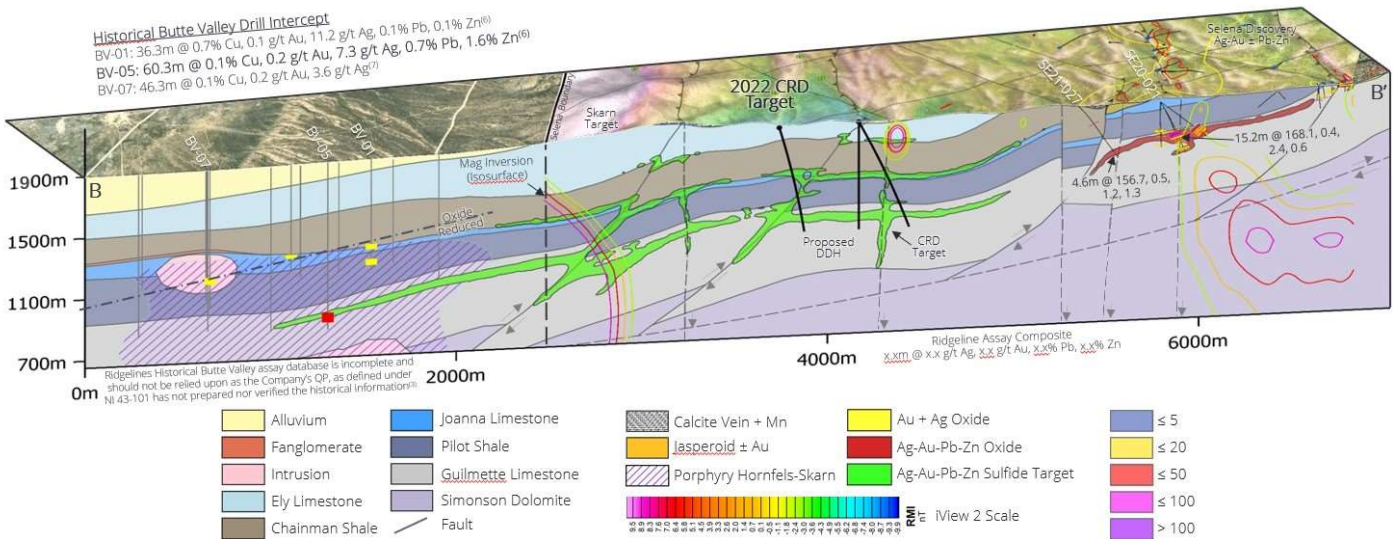 Historical Butte Valley Drill Intercept
BV-01: 36.3m @ 0.7% Cu, 0.1 g/t Au, 11.2 g/t Ag, 0.1% Pb, 0.1% Zn(6)
BV-05: 60.3m @ 0.1% Cu, 0.2 g/t Au, 7.3 g/t Ag, 0.7% Pb, 1.6% Zn(6)
BV-07: 46.3m @ 0.1% Cu, 0.2 g/t Au, 3.6 g/t Ag(7)
BV-07
BV-05
BV-01
Selena Boundary
Skarn
Target
2022 CRD
Target
SE21-027
Selena Discovery
Ag-Au ± Pb-Zn
B
B'
Mag Inversion
(Isosurface)
Oxide
Reduced
Proposed
DDH
CRD
Target
15.2m @ 168.1, 0.4,
2.4, 0.6
4.6m @ 156.7, 0.5,
1.2, 1.3
1900m
1500m
1100m
700m
0m
2000m
4000m
6000m
Ridgelines Historical Butte Valley assay database is incomplete and
should not be relied upon as the Company's QP, as defined under
NI 43-101 has not prepared nor verified the historical information(3)
Ridgeline Assay Composite
x.xm @ x.x g/t Ag, x.x g/t Au, x.x% Pb, x.x% Zn
Alluvium
Fanglomerate
Intrusion
Ely Limestone
Chainman Shale
Joanna Limestone
Pilot Shale
Guilmette Limestone
Simonson Dolomite
Fault
Calcite Vein + Mn
Jasperoid ± Au
Porphyry Hornfels-Skarn
Au + Ag Oxide
Ag-Au-Pb-Zn Oxide
Ag-Au-Pb-Zn Sulfide Target
RMI
nT
iView 2 Scale
≤ 5
≤ 20
≤ 50
≤ 100
> 100